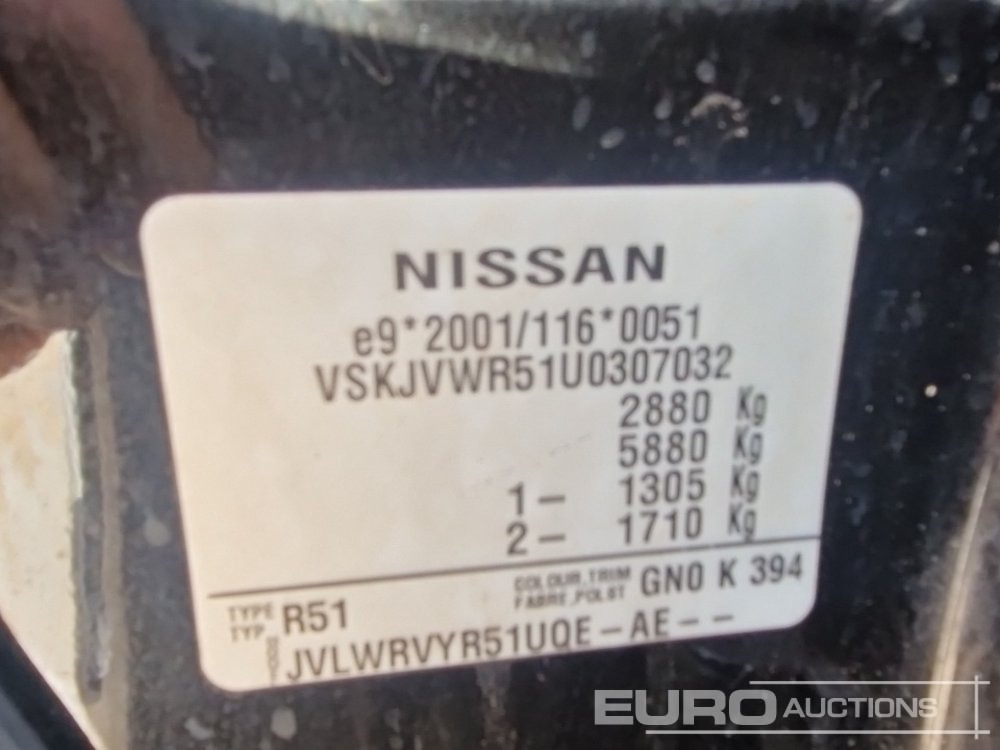 NISSAN
e9*2001/116*0051
VSKJVWR51U0307032
2880 Kg
5880 Kg
1- 1305 Kg
2- 1710 Kg
TYPE
TYP
R51
COLOUR,TRIM
FARBE,POLST
GN0 K 394
JVLWRVYR51UQE-AE--
EURO AUCTIONS